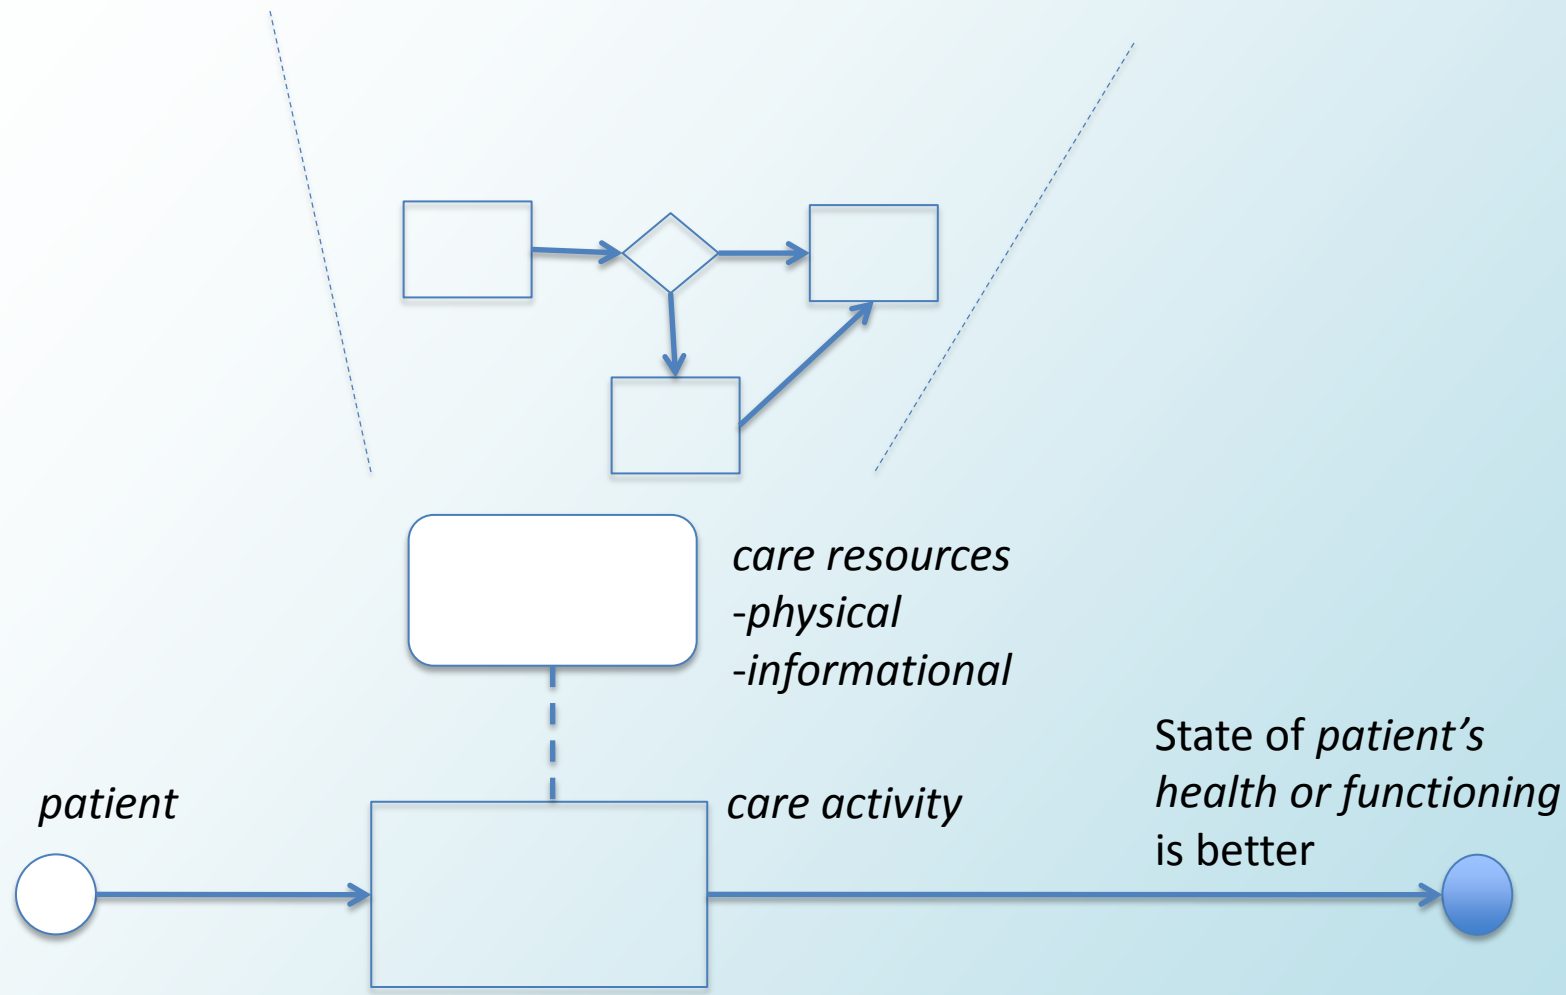 care resources
-physical
-informational
patient
care activity
State of patient’s
health or functioning
is better